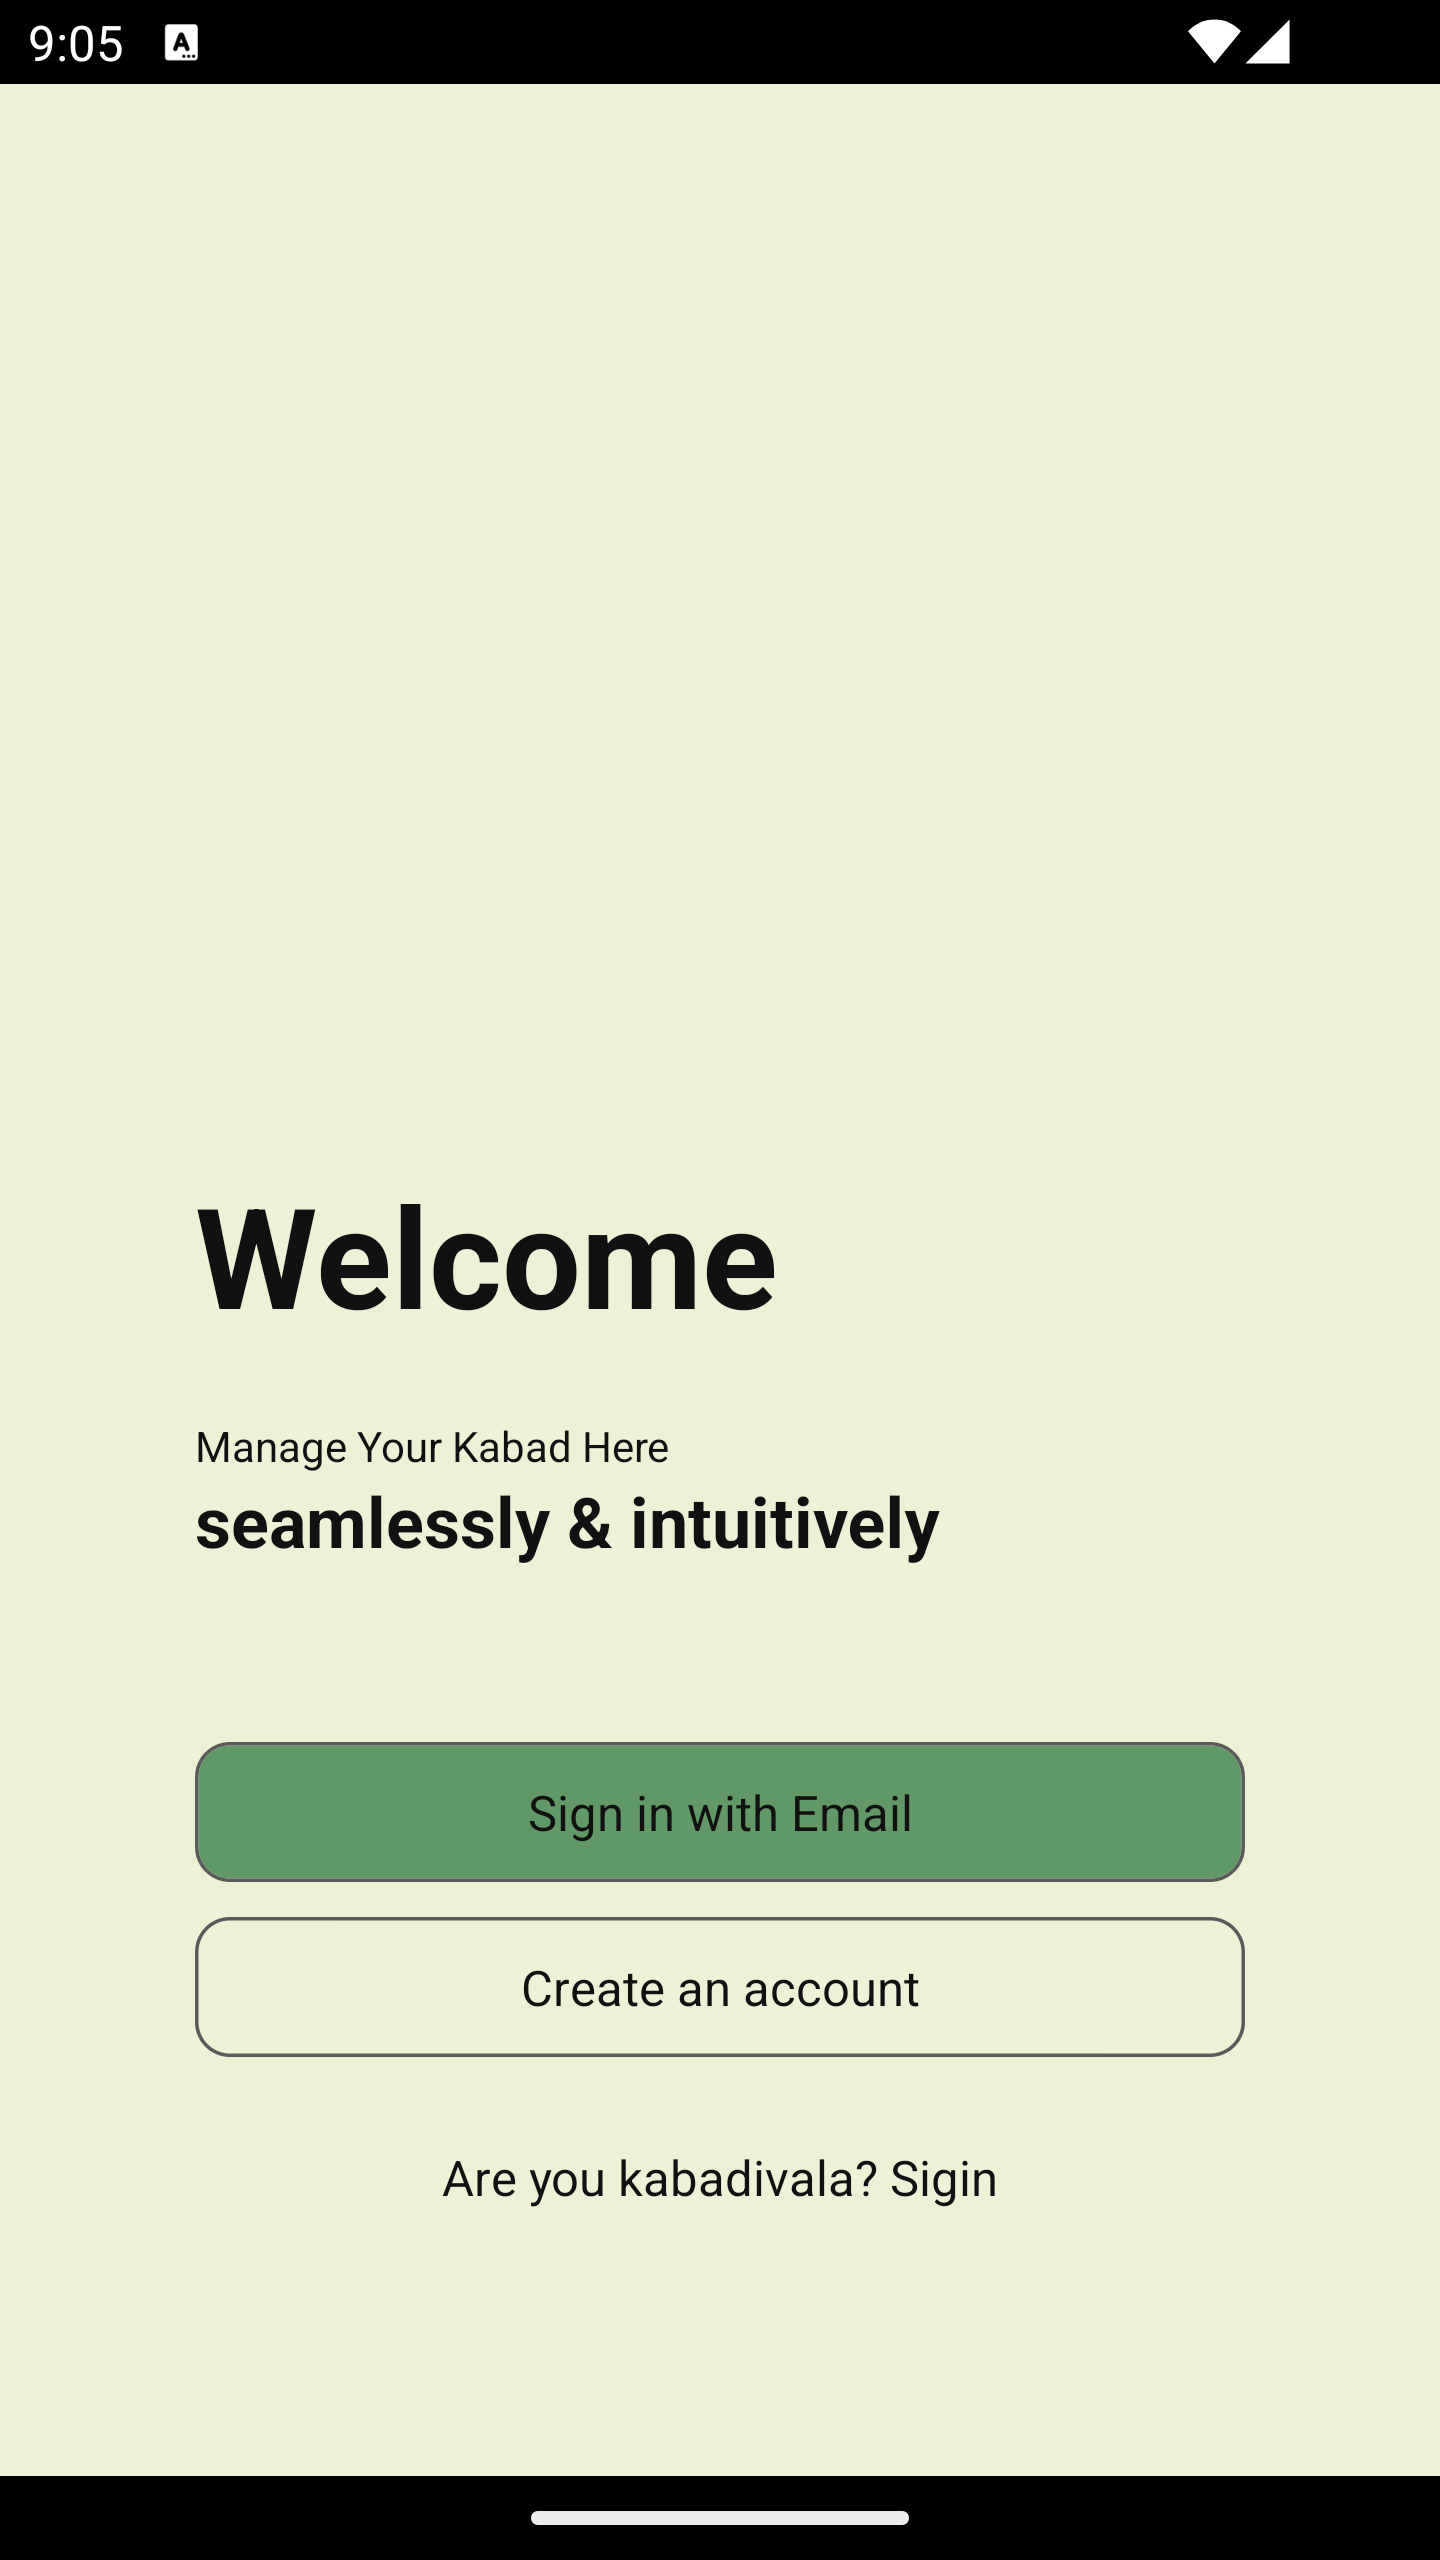 9:05 A
Welcome
Manage Your Kabad Here
seamlessly & intuitively
Sign in with Email
Create an account
Are you kabadivala? Sigin